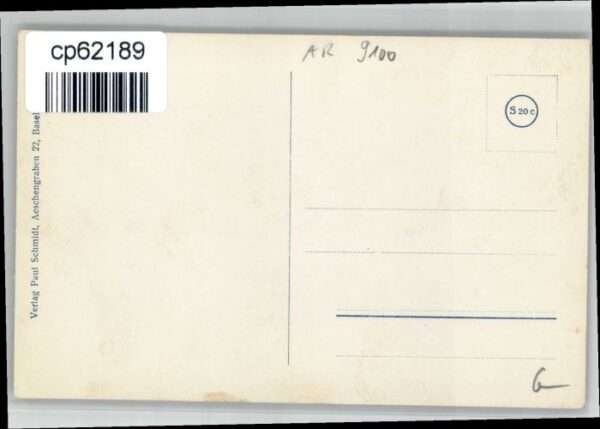 cp62189
AR 9100
S 20 c
Verlag Paul Schmidt, Aeschengraben 22, Basel